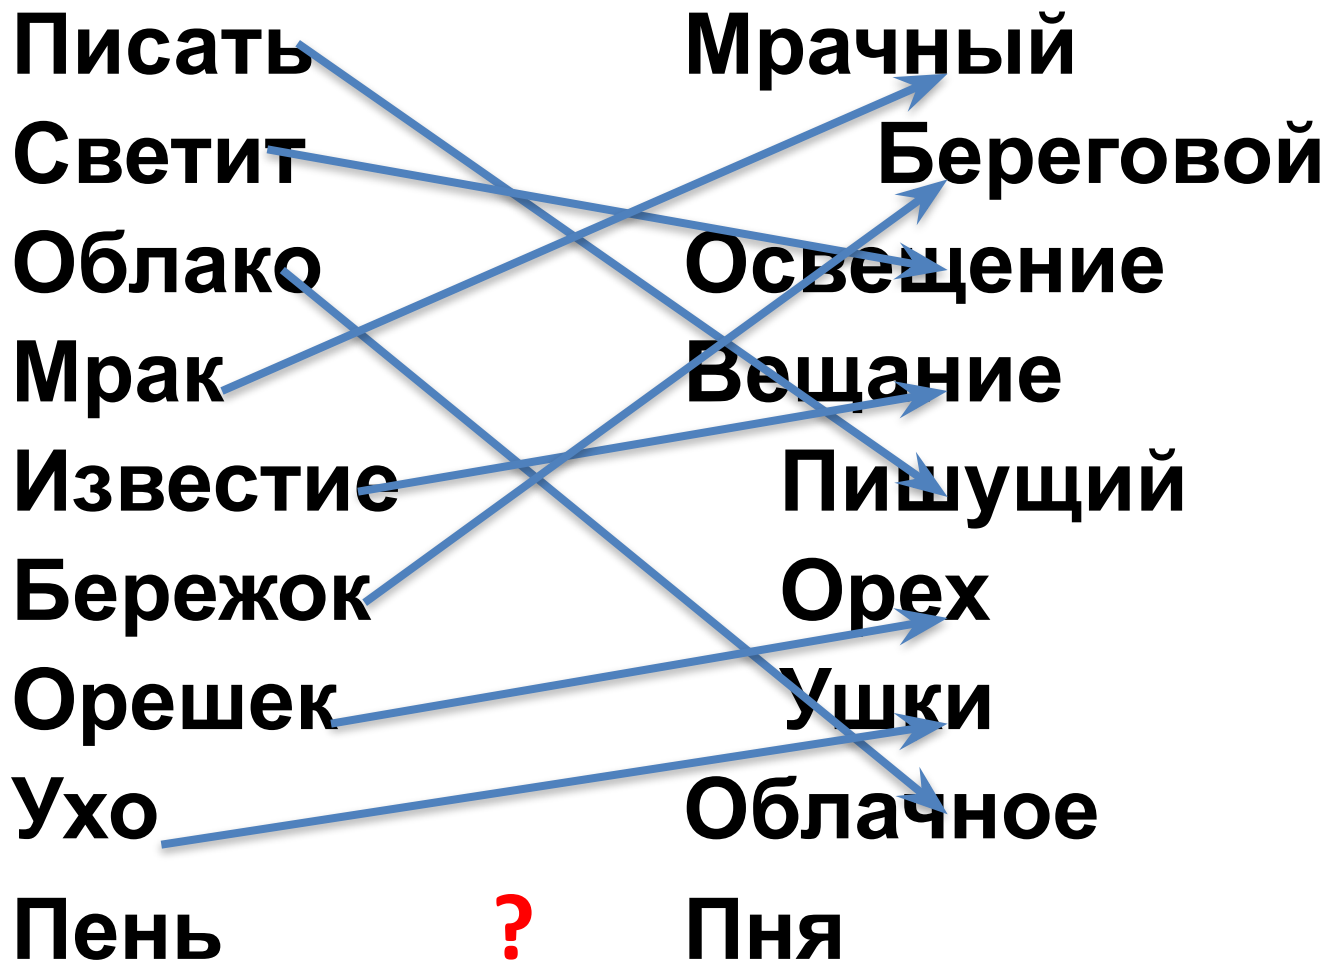 Писать Мрачный
Светит Береговой
Облако Освещение
Мрак Вещание
Известие Пишущий
Бережок Орех
Орешек Ушки
Ухо Облачное
Пень ? Пня